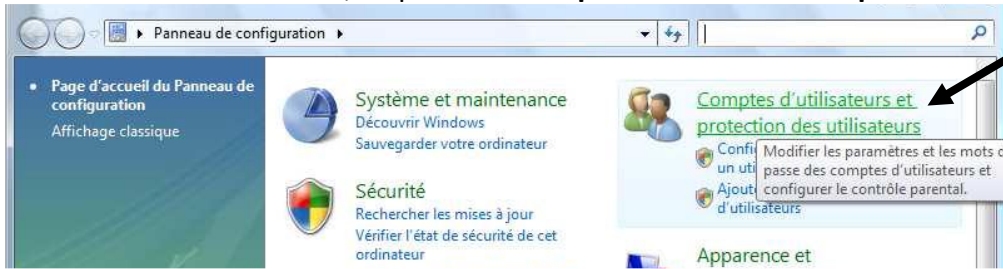 Panneau de configuration
• Page d'accueil du Panneau de
configuration
Affichage classique
Système et maintenance
Découvrir Windows
Sauvegarder votre ordinateur
Sécurité
Rechercher les mises à jour
Vérifier l'état de sécurité de cet
ordinateur
Comptes d'utilisateurs et
protection des utilisateurs
un
Modifier les paramètres et les mots
passe des comptes d'utilisateurs et
configurer le contrôle parental.
d'utilisateurs
Apparence et